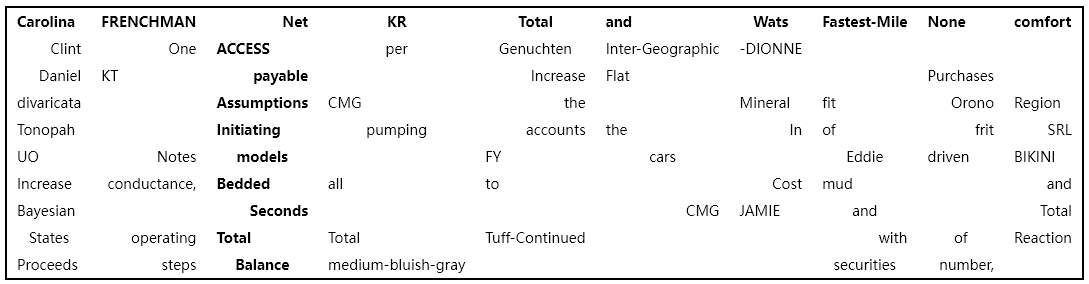 Carolina FRENCHMAN Net KR Total and Wats Fastest-Mile None comfort
Clint One ACCESS per Genuchten Inter-Geographic -DIONNE
Daniel KT payable Increase Flat Purchases
divaricata Assumptions CMG the Mineral fit Orono Region
Tonopah Initiating pumping accounts the In of frit SRL
UO Notes models FY cars Eddie driven BIKINI
Increase conductance, Bedded all to Cost mud and
Bayesian Seconds CMG JAMIE and Total
States operating Total Total Tuff-Continued with of Reaction
Proceeds steps Balance medium-bluish-gray securities number,